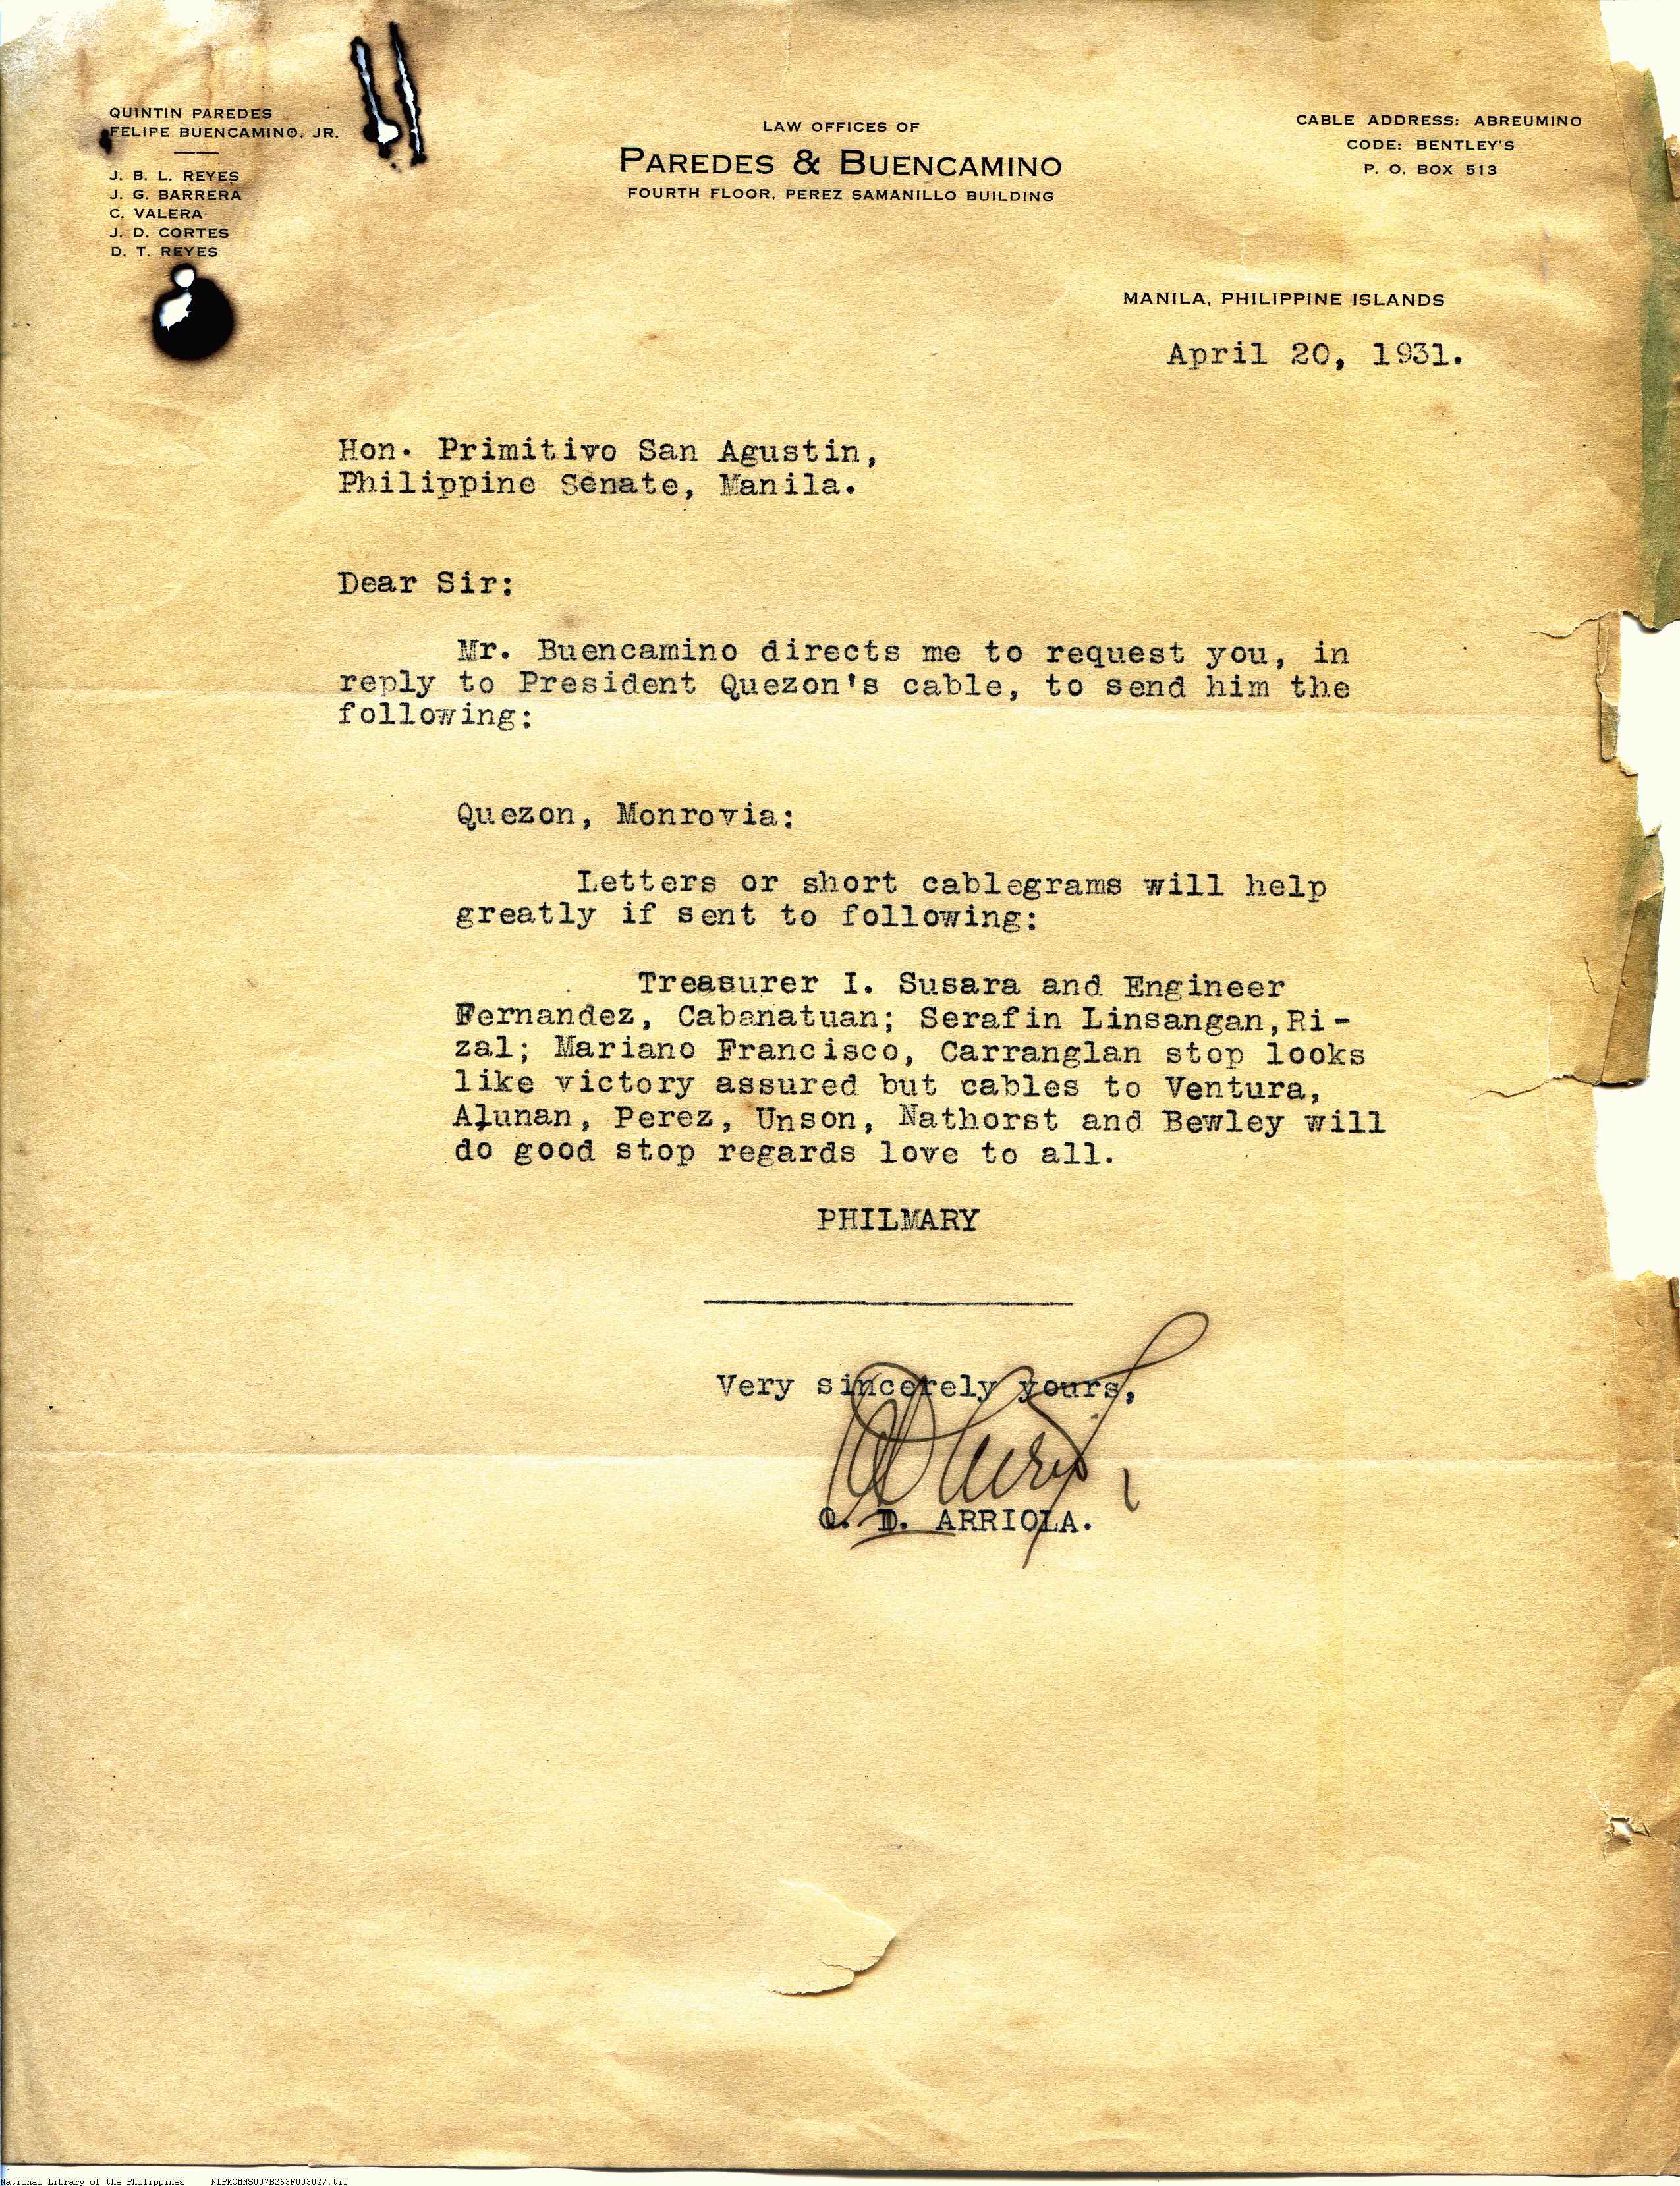 QUINTIN PAREDES
FELIPE BUENCAMINO, JR.
J. B. L. REYES
J. G. BARRERA
C. VALERA
J. D. CORTES
D. T. REYES
LAW OFFICES OF
PAREDES & BUENCAMINO
FOURTH FLOOR, PEREZ SAMANILLO BUILDING
CABLE ADDRESS: ABREUMINO
CODE: BENTLEY'S
P. O. BOX 513
MANILA, PHILIPPINE ISLANDS
April 20, 1931.
Hon. Primitivo San Agustin,
Philippine Senate, Manila.
Dear Sir:
Mr. Buencamino directs me to request you, in
reply to President Quezon's cable, to send him the
following:
Quezon, Monrovia:
Letters or short cablegrams will help
greatly if sent to following:
Treasurer I. Susara and Engineer
Fernandez, Cabanatuan; Serafin Linsangan,Ri-
zal; Mariano Francisco, Carranglan stop looks
like victory assured but cables to Ventura,
Alunan, Perez, Unson, Nathorst and Bewley will
do good stop regards love to all.
PHILMARY
Very sincerely yours,
D. ARRIOLA.
National Library of the Philippines NLPMQMNS007B263F003027.tif